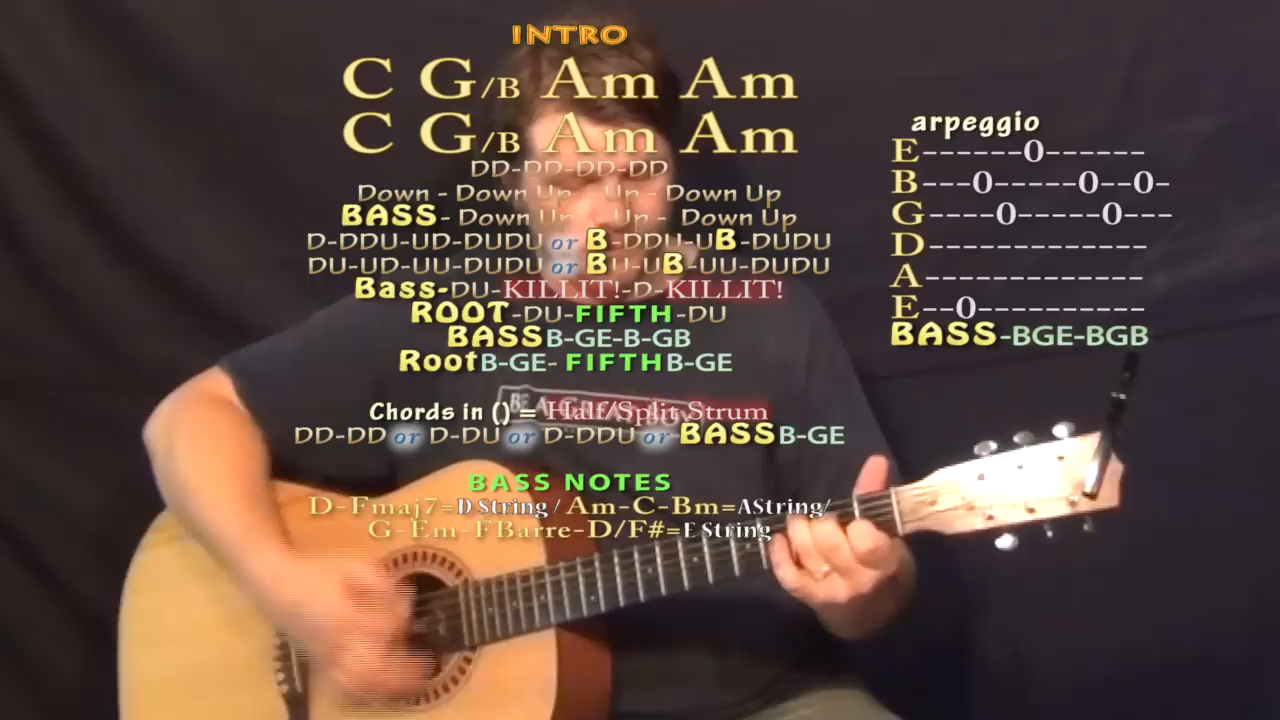 INTRO
C G/B Am Am
C G/B Am Am
DD-DD-DD-DD
Down - Down Up - Up - Down Up
BASS - Down Up - Up - Down Up
D-DDU-UD-DUDU or B-DDU-UB-DUDU
DU-UD-UU-DUDU or BU-UB-UU-DUDU
Bass-DU-KILLIT!-D-KILLIT!
ROOT-DU-FIFTH-DU
BASSB-GE-B-GB
RootB-GE- FIFTHB-GE
Chords in () = Half/Split Strum
DD-DD or D-DU or D-DDU or BASSB-GE
BASS NOTES
D-Fmaj7=D String / Am-C-Bm=AString/
G-Em-FBarre-D/F#=E String
arpeggio
E------0------
B---0-----0--0-
G----0-----0---
D-------------
A-------------
E--0----------
BASS-BGE-BGB